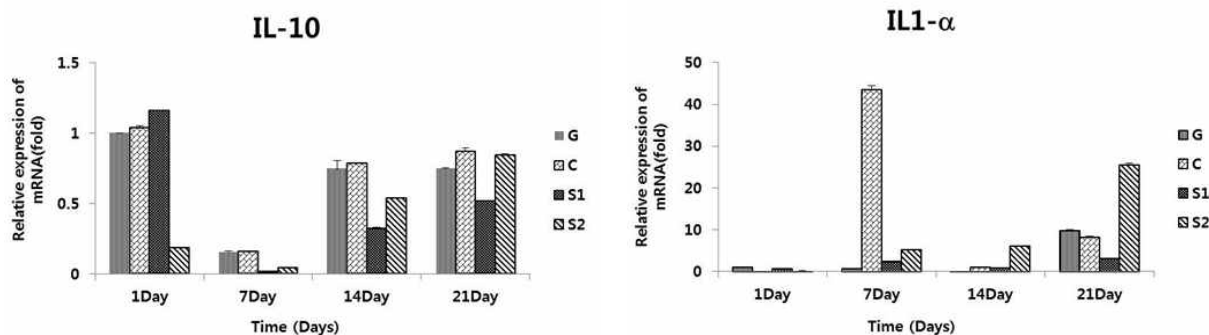 IL-10
Relative expression of
mRNA(fold)
1.5
1
0.5
0
1Day
7Day
14Day
21Day
Time (Days)
G
C
S1
S2
IL1-α
Relative expression of
mRNA(fold)
50
40
30
20
10
0
1Day
7Day
14Day
21Day
Time (Days)
G
C
S1
S2